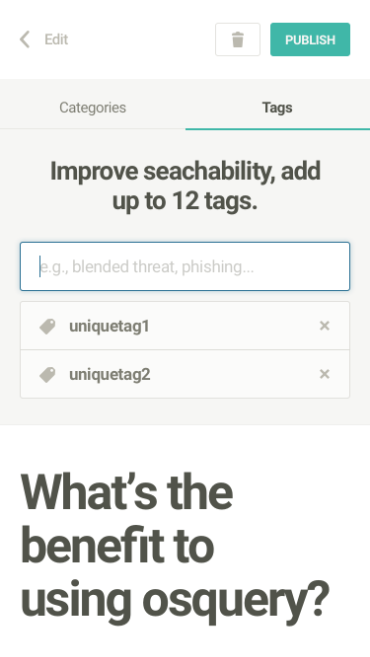 Edit
PUBLISH
Categories
Tags
Improve seachability, add
up to 12 tags.
e.g., blended threat, phishing...
uniquetag1
uniquetag2
What's the
benefit to
using osquery?